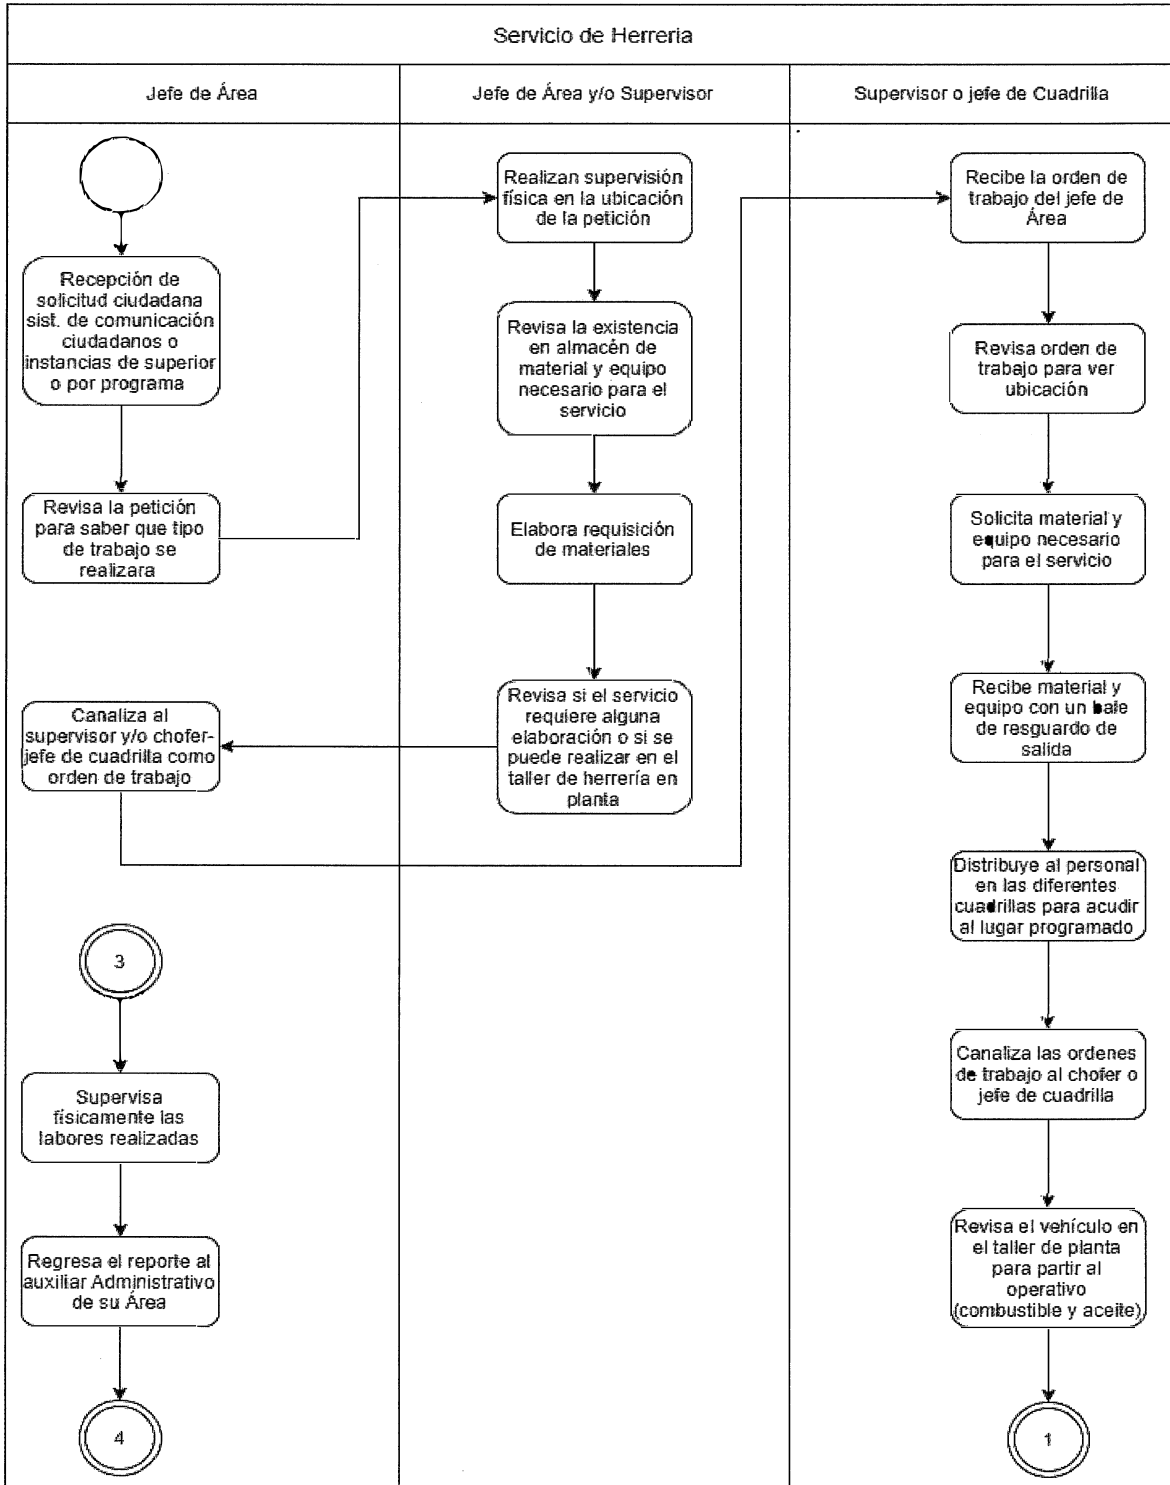 Servicio de Herreria
Jefe de Área
Jefe de Área y/o Supervisor
Supervisor o jefe de Cuadrilla
Recepción de
solicitud ciudadana
sist. de comunicación
ciudadanos o
instancias de superior
o por programa
Revisa la petición
para saber que tipo
de trabajo se
realizara
Canaliza al
supervisor y/o chofer-
jefe de cuadrilla como
orden de trabajo
3
Supervisa
físicamente las
labores realizadas
Regresa el reporte al
auxiliar Administrativo
de su Área
4
Realizan supervisión
física en la ubicación
de la petición
Revisa la existencia
en almacén de
material y equipo
necesario para el
servicio
Elabora requisición
de materiales
Revisa si el servicio
requiere alguna
elaboración o si se
puede realizar en el
taller de herrería en
planta
Recibe la orden de
trabajo del jefe de
Área
Revisa orden de
trabajo para ver
ubicación
Solicita material y
equipo necesario
para el servicio
Recibe material y
equipo con un bale
de resguardo de
salida
Distribuye al personal
en las diferentes
cuadrillas para acudir
al lugar programado
Canaliza las ordenes
de trabajo al chofer o
jefe de cuadrilla
Revisa el vehículo en
el taller de planta
para partir al
operativo
(combustible y aceite)
1